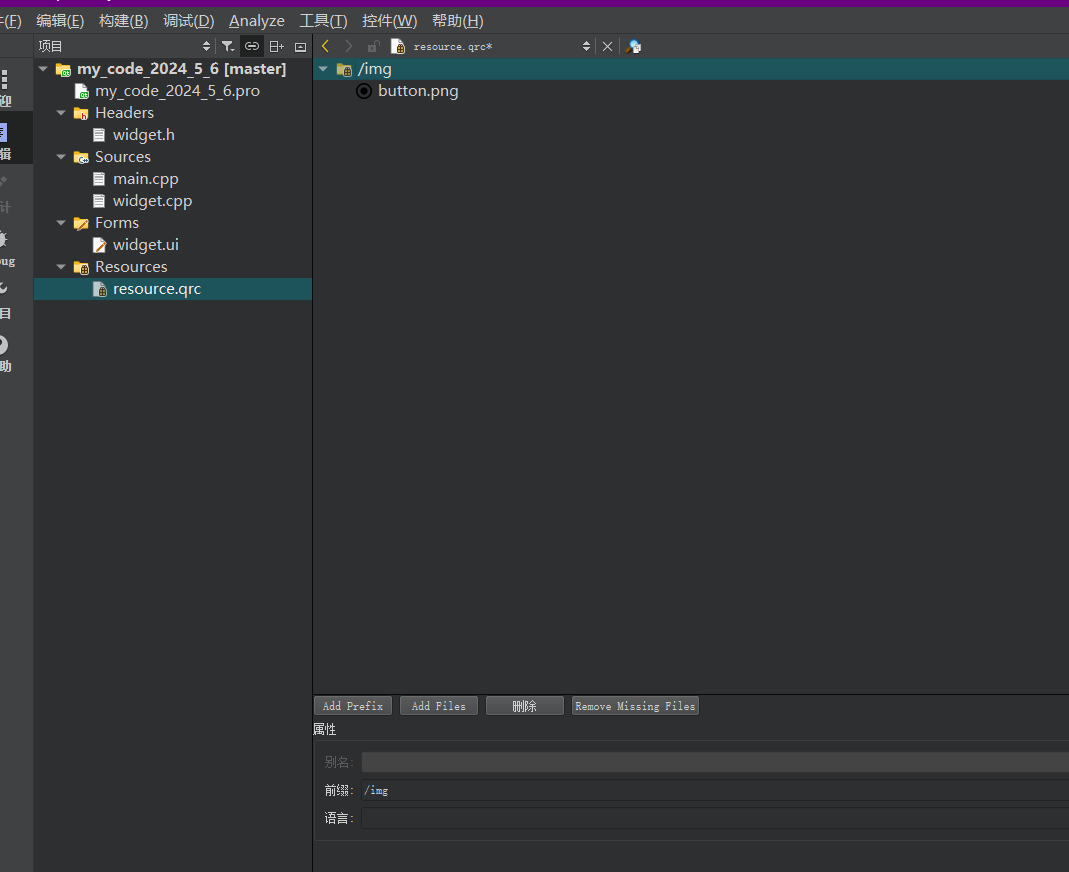 (F) 编辑(E) 构建(B) 调试(D) Analyze 工具(T) 控件(W) 帮助(H)
项目
resource.qrc*
my_code_2024_5_6 [master]
my_code_2024_5_6.pro
Headers
widget.h
Sources
main.cpp
widget.cpp
Forms
widget.ui
Resources
resource.qrc
迎
辑
计
bug
目
助
/img
button.png
Add Prefix
Add Files
删除
Remove Missing Files
属性
别名:
前缀: /img
语言: